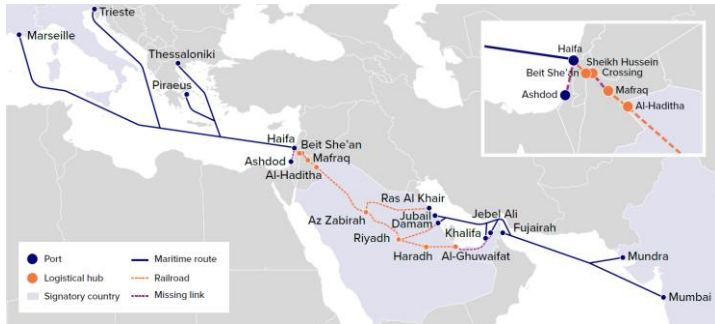 Trieste
Marseille
Thessaloniki
Piraeus
Haifa
Beit She'an
Ashdod
Mafraq
Al-Haditha
Ras Al Khair
Az Zabirah
Jubail
Damam
Jebel Ali
Riyadh
Khalifa
Fujairah
Haradh
Al-Ghuwaifat
Mundra
Mumbai
Haifa
Sheikh Hussein
Crossing
Beit She'an
Ashdod
Mafraq
Al-Haditha
Port
Maritime route
Logistical hub
Railroad
Signatory country
Missing link